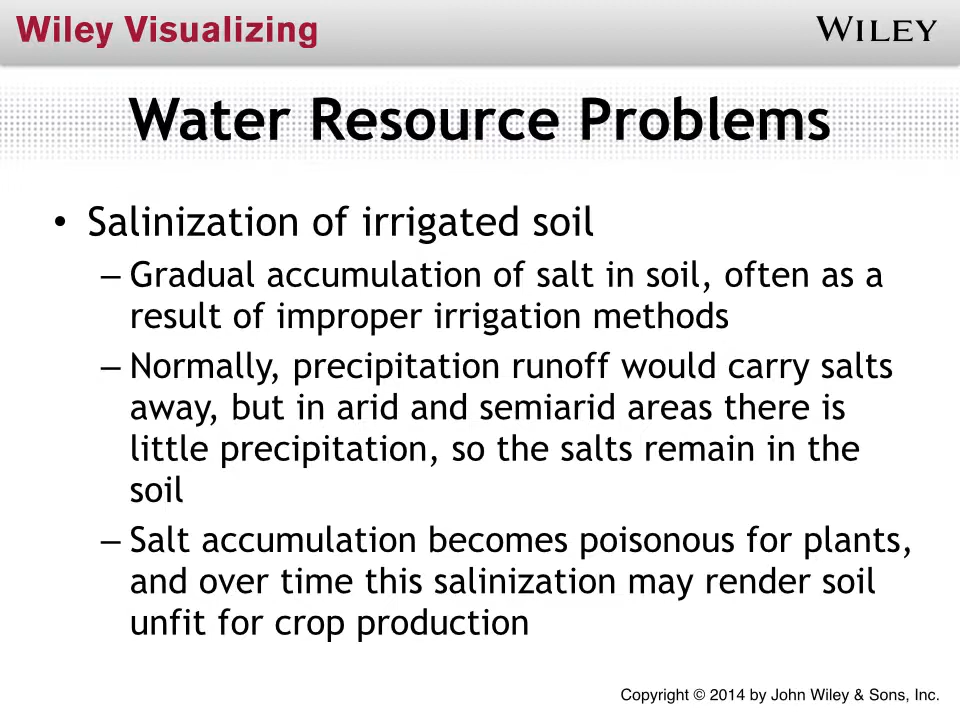 Wiley Visualizing
WILEY
Water Resource Problems
• Salinization of irrigated soil
– Gradual accumulation of salt in soil, often as a
result of improper irrigation methods
– Normally, precipitation runoff would carry salts
away, but in arid and semiarid areas there is
little precipitation, so the salts remain in the
soil
– Salt accumulation becomes poisonous for plants,
and over time this salinization may render soil
unfit for crop production
Copyright © 2014 by John Wiley & Sons, Inc.